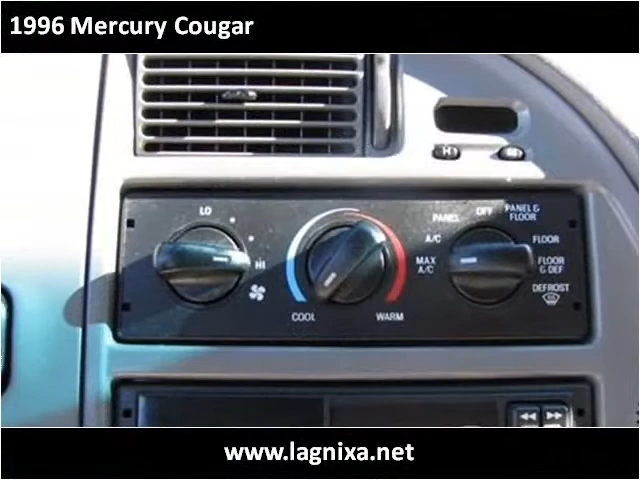 1996 Mercury Cougar
H M
LO
HI
COOL WARM
PANEL OFF PANEL & FLOOR
A/C FLOOR
MAX A/C FLOOR & DEF
DEFROST
www.lagnixa.net